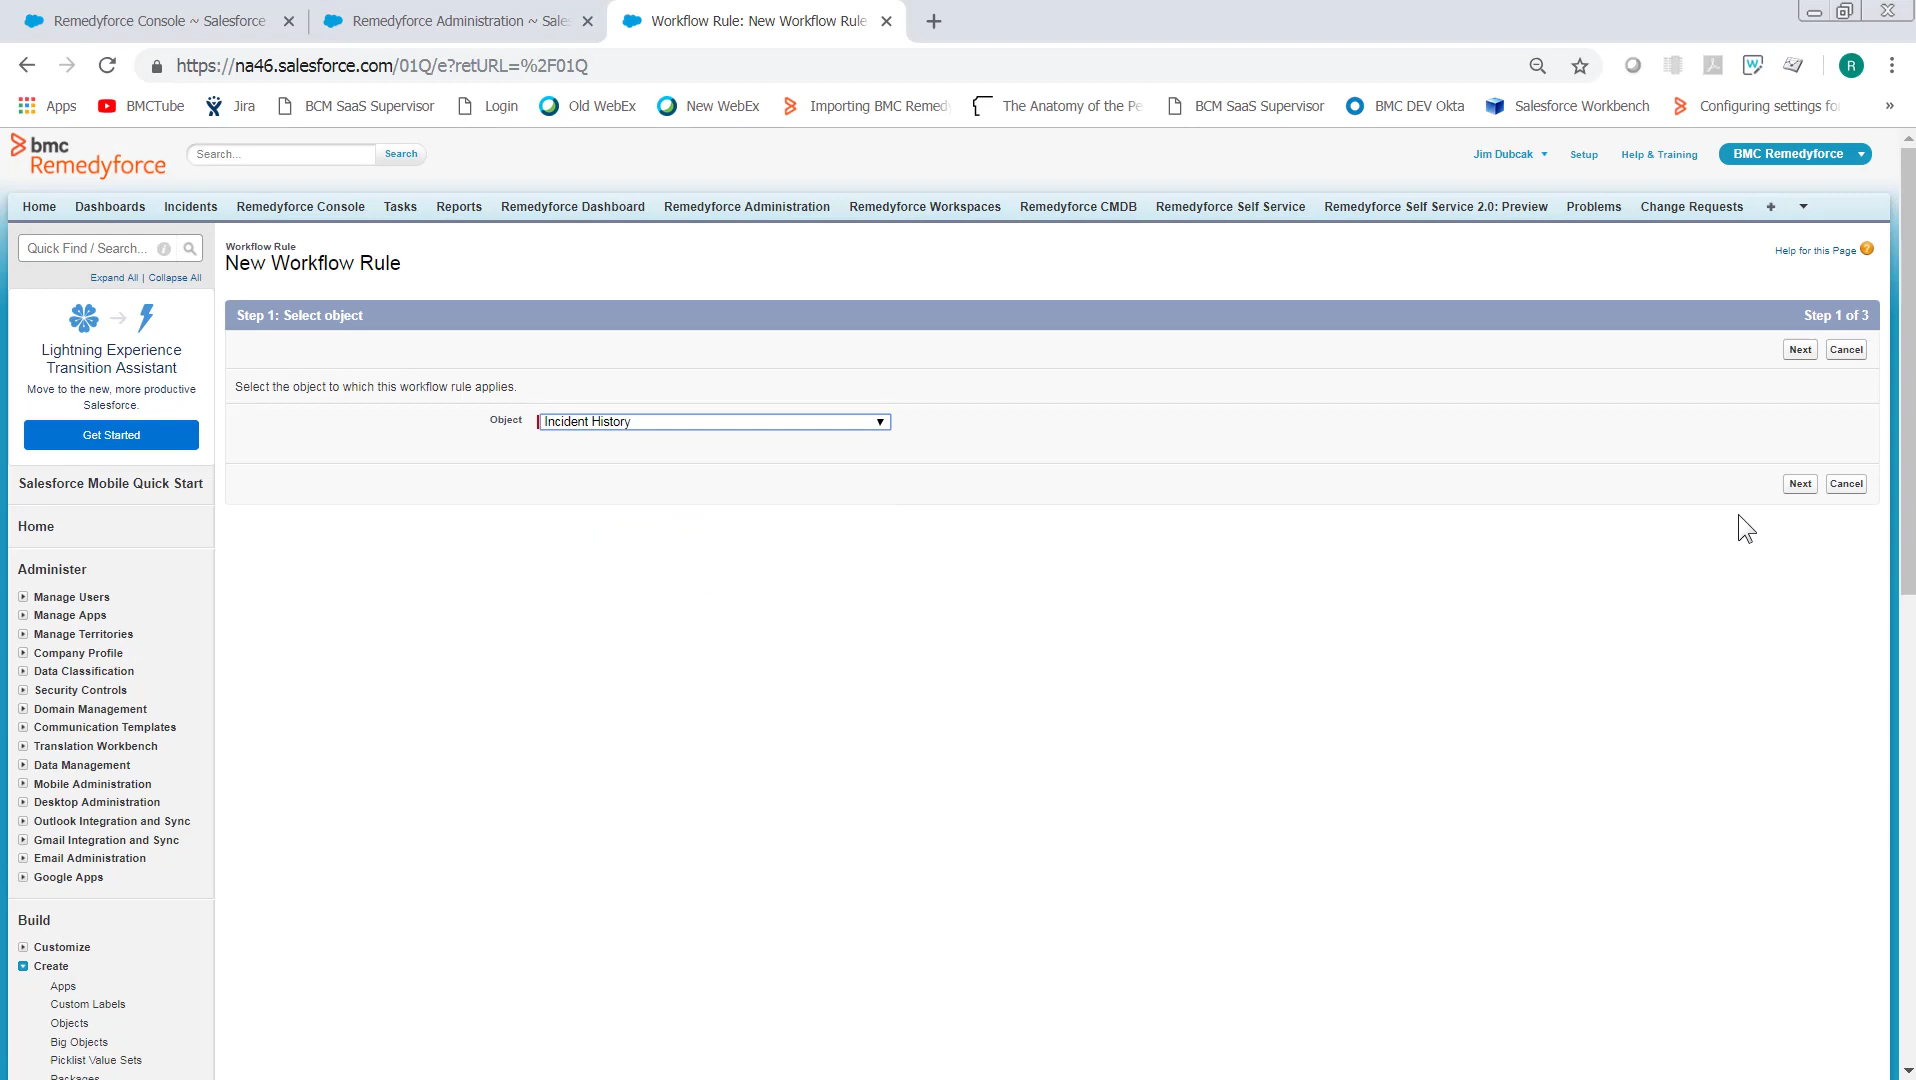 Remedyforce Console ~ Salesforce
Remedyforce Administration ~ Sale
Workflow Rule: New Workflow Rule
https://na46.salesforce.com/01Q/e?retURL=%2F01Q
R
Apps
BMCTube
Jira
BCM SaaS Supervisor
Login
Old WebEx
New WebEx
Importing BMC Remed
The Anatomy of the Pe
BCM SaaS Supervisor
BMC DEV Okta
Salesforce Workbench
Configuring settings fo
»
bmc
Remedyforce
Search...
Search
Jim Dubcak
Setup
Help & Training
BMC Remedyforce
Home
Dashboards
Incidents
Remedyforce Console
Tasks
Reports
Remedyforce Dashboard
Remedyforce Administration
Remedyforce Workspaces
Remedyforce CMDB
Remedyforce Self Service
Remedyforce Self Service 2.0: Preview
Problems
Change Requests
+
Quick Find / Search...
Expand All | Collapse All
Lightning Experience
Transition Assistant
Move to the new, more productive
Salesforce.
Get Started
Salesforce Mobile Quick Start
Home
Administer
Manage Users
Manage Apps
Manage Territories
Company Profile
Data Classification
Security Controls
Domain Management
Communication Templates
Translation Workbench
Data Management
Mobile Administration
Desktop Administration
Outlook Integration and Sync
Gmail Integration and Sync
Email Administration
Google Apps
Build
Customize
Create
Apps
Custom Labels
Objects
Big Objects
Picklist Value Sets
Packages
Workflow Rule
New Workflow Rule
Help for this Page
Step 1: Select object
Step 1 of 3
Next
Cancel
Select the object to which this workflow rule applies.
Object
Incident History
Next
Cancel